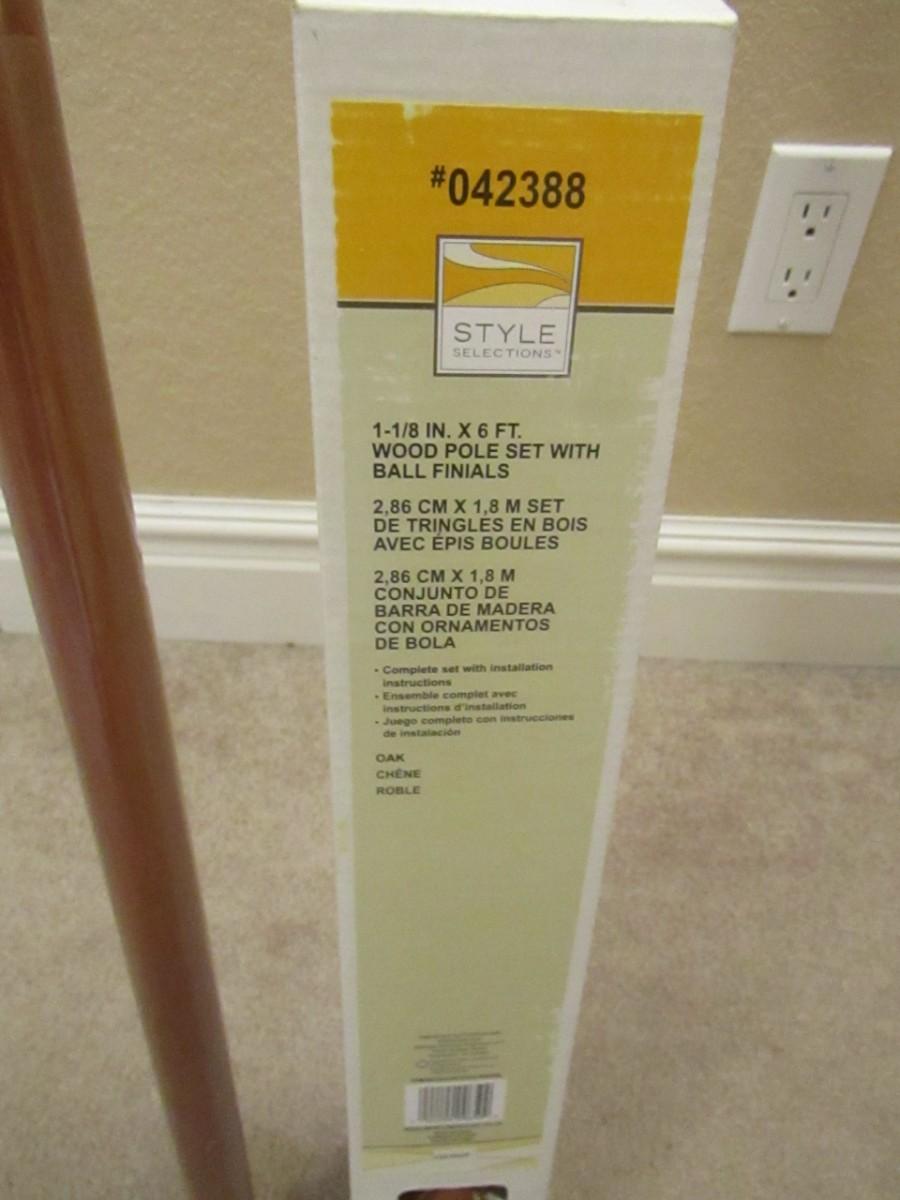 #042388
STYLE
SELECTIONS™
1-1/8 IN. X 6 FT.
WOOD POLE SET WITH
BALL FINIALS
2,86 CM X 1,8 M SET
DE TRINGLES EN BOIS
AVEC ÉPIS BOULES
2,86 CM X 1,8 M
CONJUNTO DE
BARRA DE MADERA
CON ORNAMENTOS
DE BOLA
• Complete set with installation
instructions
• Ensemble complet avec
instructions d'installation
• Juego completo con instrucciones
de instalación
OAK
CHÊNE
ROBLE